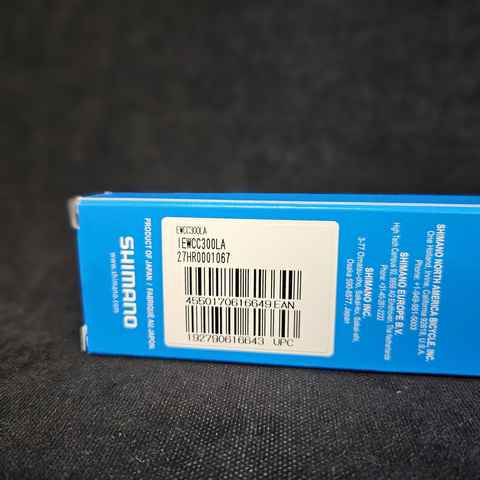 EWCC300LA
IEWCC300LA
27HR0001067
4550170616649 EAN
192790616643 UPC
PRODUCT OF JAPAN / FABRIQUÉ AU JAPON
SHIMANO
www.shimano.com
SHIMANO NORTH AMERICA BICYCLE, INC.
One Holland, Irvine, California 92618, U.S.A.
Phone: +1-949-951-5003
SHIMANO EUROPE B.V.
High Tech Campus 92, 5656 AG Eindhoven, The Netherlands
Phone: +31-40-2612222
SHIMANO INC.
3-77 Oimatsu-cho, Sakai-ku, Sakai-shi,
Osaka 590-8577 Japan